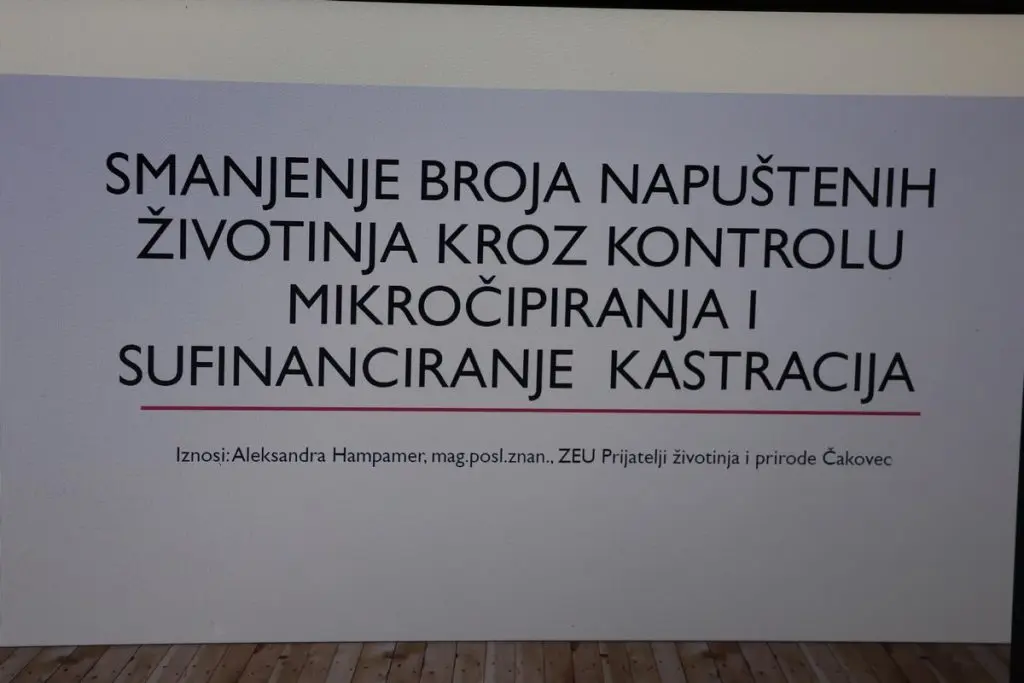 SMANJENJE BROJA NAPUŠTENIH
ŽIVOTINJA KROZ KONTROLU
MIKROČIPIRANJA I
SUFINANCIRANJE KASTRACIJA
Iznosi: Aleksandra Hampamer, mag.posl.znan., ZEU Prijatelji životinja i prirode Čakovec